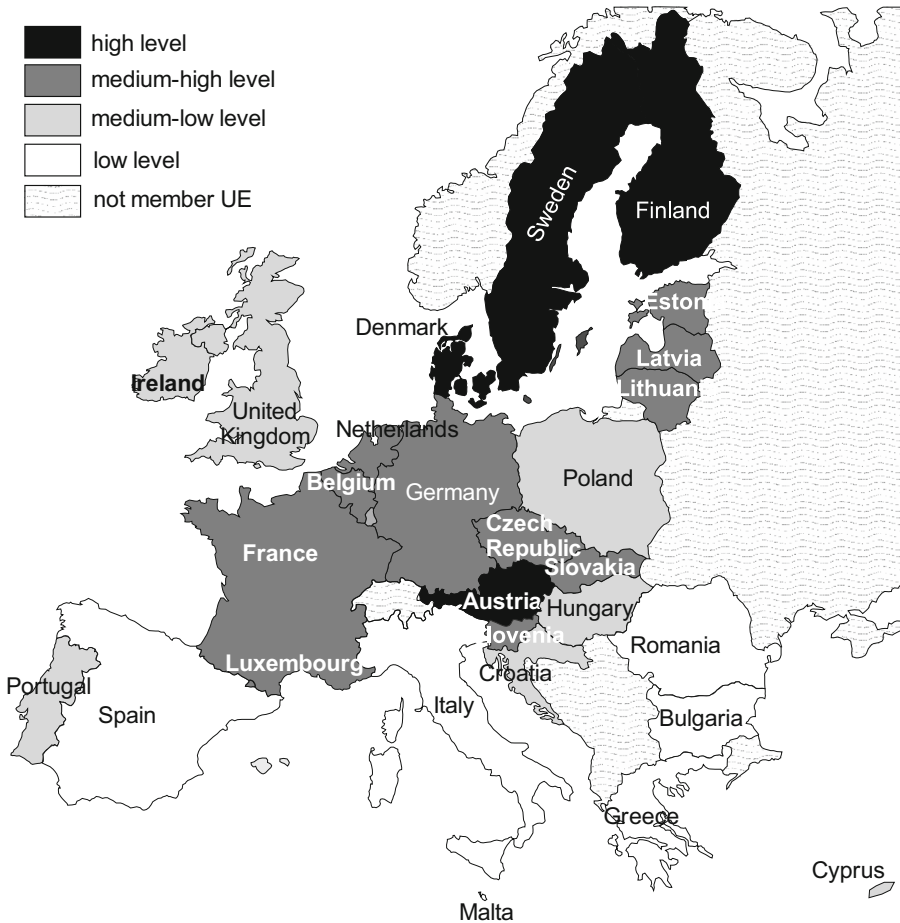 high level
medium-high level
medium-low level
low level
not member UE
Sweden
Finland
Eston
Denmark
Latvia
Ireland
Lithuan
United
Kingdom
Netherlands
Poland
Belgium
Germany
Czech
Republic
France
Slovakia
Austria
Hungary
Slovenia
Romania
Luxembourg
Croatia
Portugal
Spain
Italy
Bulgaria
Greece
Cyprus
Malta